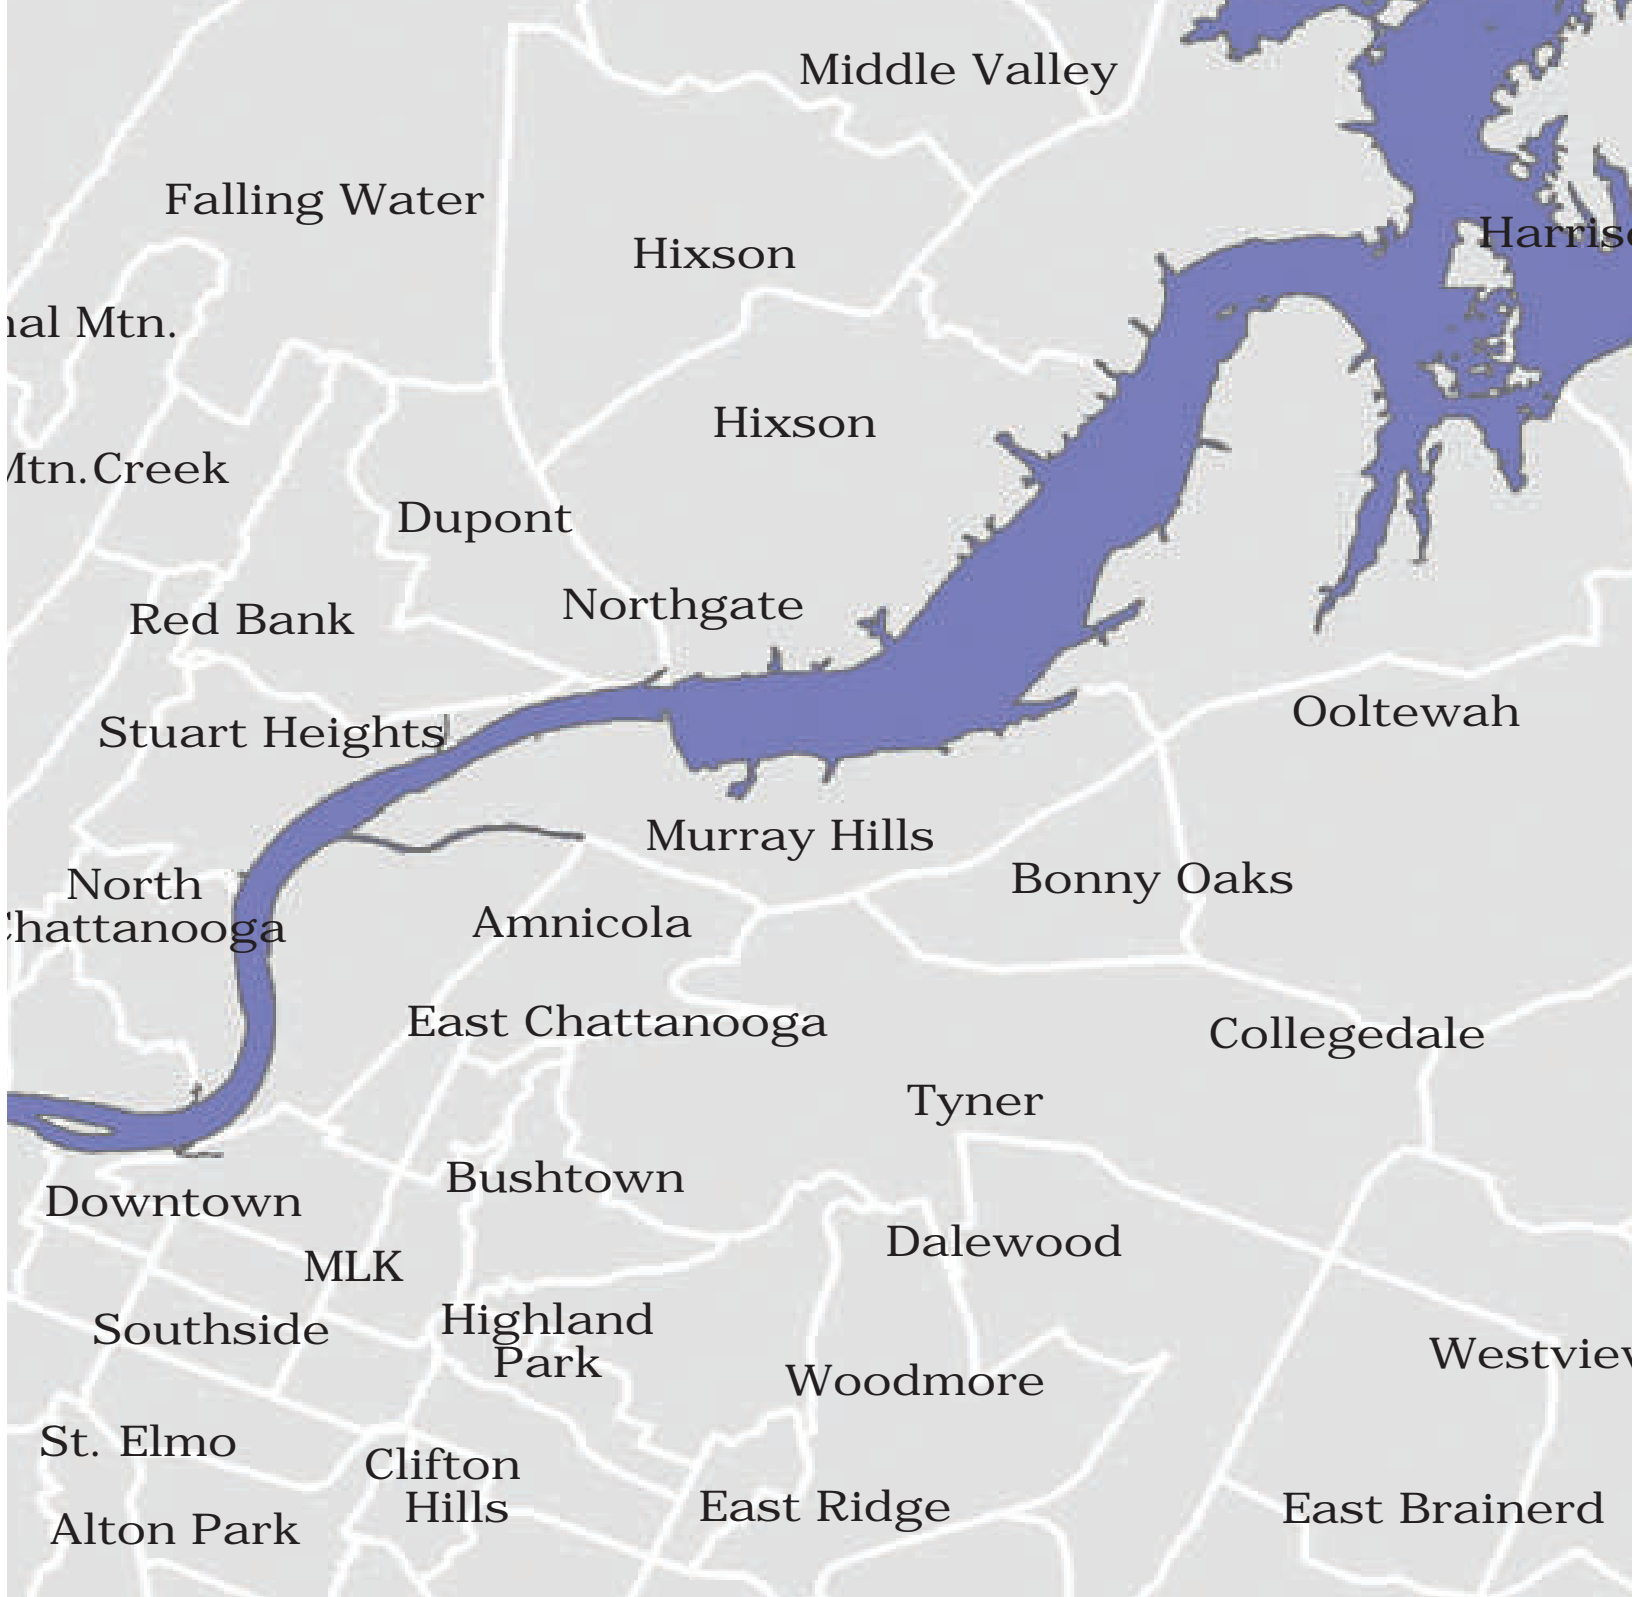 Middle Valley
Falling Water
Harris
Hixson
nal Mtn.
Hixson
Mtn. Creek
Dupont
Northgate
Red Bank
Ooltewah
Stuart Heights
Murray Hills
Bonny Oaks
North
Chattanooga
Amnicola
East Chattanooga
Collegedale
Tyner
Bushtown
Downtown
Dalewood
MLK
Highland
Park
Southside
Westview
Woodmore
St. Elmo
Clifton
Hills
East Ridge
East Brainerd
Alton Park